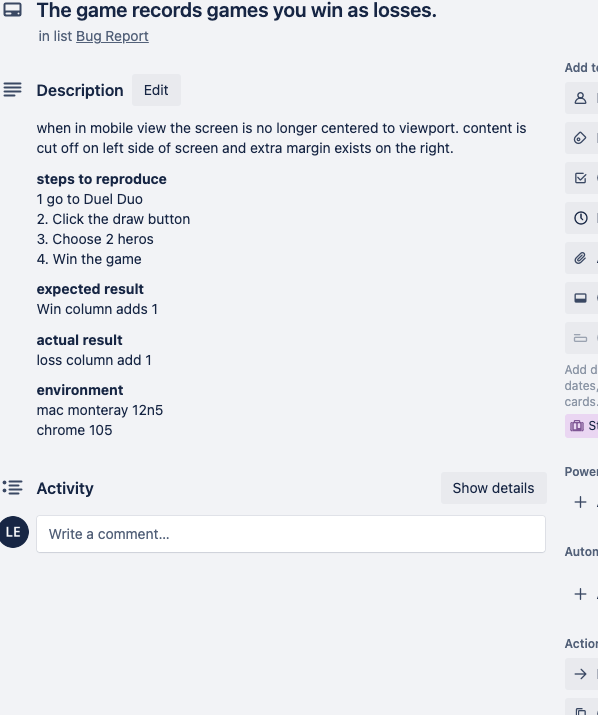 The game records games you win as losses.
in list Bug Report
Add to
Description Edit
when in mobile view the screen is no longer centered to viewport. content is
cut off on left side of screen and extra margin exists on the right.
steps to reproduce
1 go to Duel Duo
2. Click the draw button
3. Choose 2 heros
4. Win the game
expected result
Win column adds 1
actual result
loss column add 1
environment
mac monteray 12n5
chrome 105
Add d
dates,
cards.
St
Activity Show details
LE Write a comment...
Power
Autom
Action